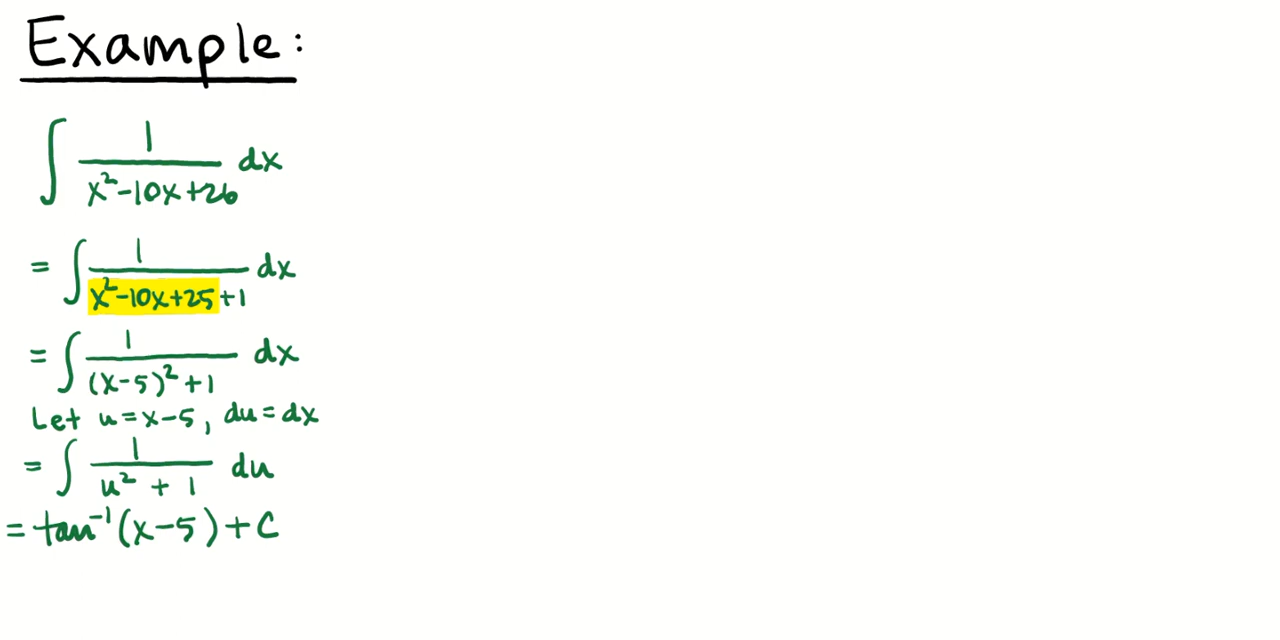 Example:
∫ 1/(x²-10x+26) dx
= ∫ 1/(x²-10x+25+1) dx
= ∫ 1/((x-5)²+1) dx
Let u=x-5, du=dx
= ∫ 1/(u²+1) du
= tan⁻¹(x-5)+C